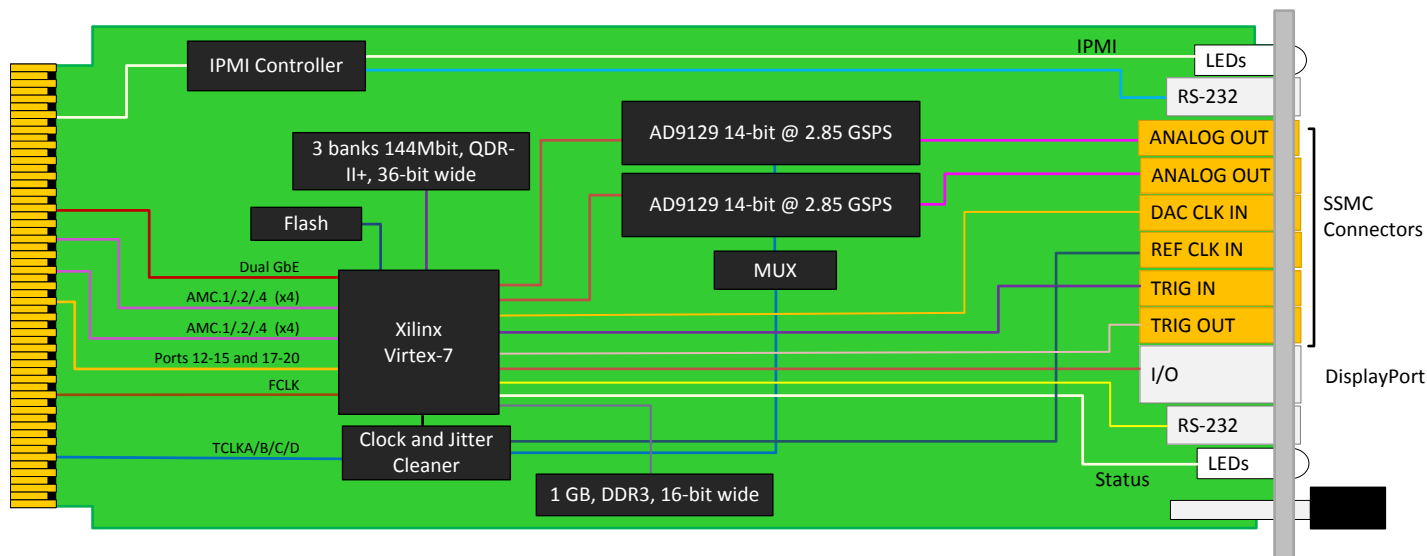 IPMI
LEDs
IPMI Controller
RS-232
AD9129 14-bit @ 2.85 GSPS
ANALOG OUT
3 banks 144Mbit, QDR-
II+, 36-bit wide
ANALOG OUT
AD9129 14-bit @ 2.85 GSPS
DAC CLK IN
SSMC
Connectors
Flash
REF CLK IN
MUX
Dual GbE
TRIG IN
AMC.1/.2/.4 (x4)
TRIG OUT
AMC.1/.2/.4 (x4)
Xilinx
Virtex-7
Ports 12-15 and 17-20
I/O
DisplayPort
FCLK
RS-232
TCLKA/B/C/D
Clock and Jitter
Cleaner
LEDs
Status
1 GB, DDR3, 16-bit wide